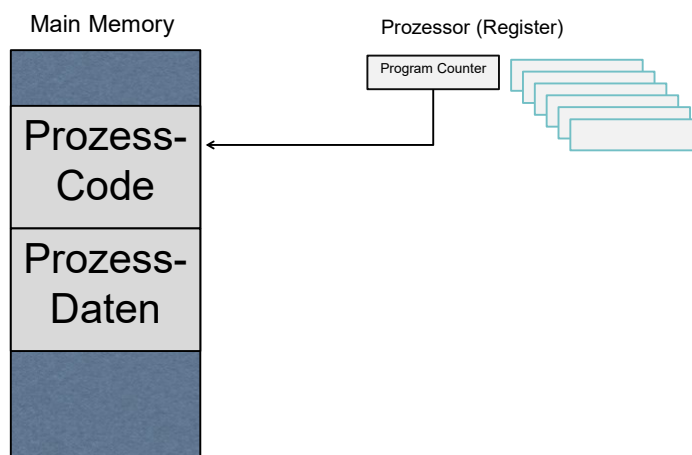 Main Memory
Prozessor (Register)
Program Counter
Prozess-
Code
Prozess-
Daten